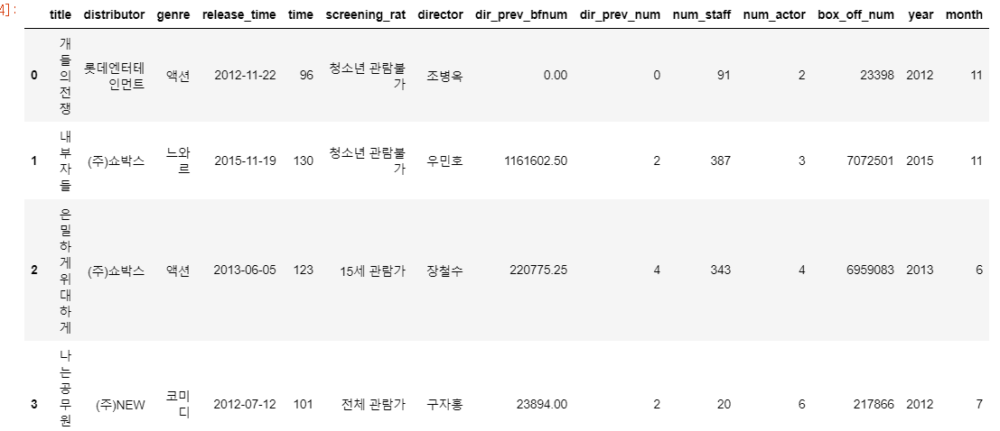 4]:
title distributor genre release_time time screening_rat director dir_prev_bfnum dir_prev_num num_staff num_actor box_off_num year month
0 개들의전쟁 롯데엔터테인먼트 액션 2012-11-22 96 청소년 관람불가 조병옥 0.00 0 91 2 23398 2012 11
1 내부자들 (주)쇼박스 느와르 2015-11-19 130 청소년 관람불가 우민호 1161602.50 2 387 3 7072501 2015 11
2 은밀하게위대하게 (주)쇼박스 액션 2013-06-05 123 15세 관람가 장철수 220775.25 4 343 4 6959083 2013 6
3 나는공무원 (주)NEW 코미디 2012-07-12 101 전체 관람가 구자홍 23894.00 2 20 6 217866 2012 7